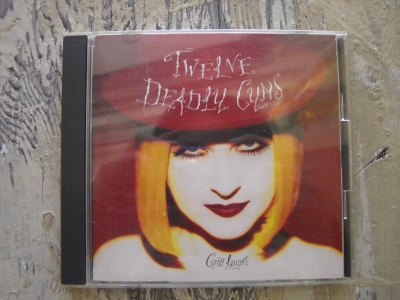 Twelve
Deadly Cyns
Cyndi Lauper